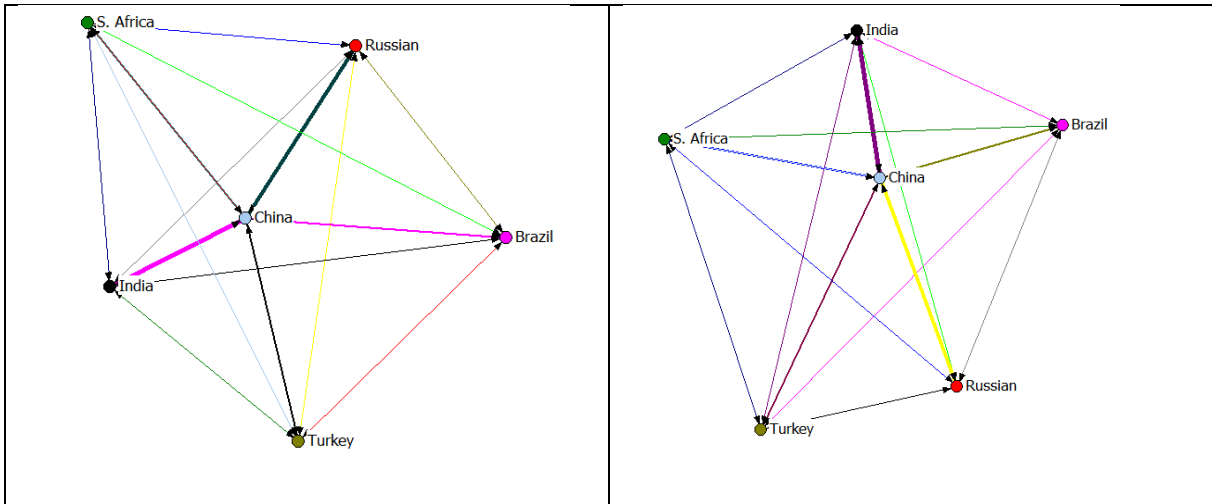 S. Africa
Russian
China
Brazil
India
Turkey
India
Brazil
S. Africa
China
Russian
Turkey